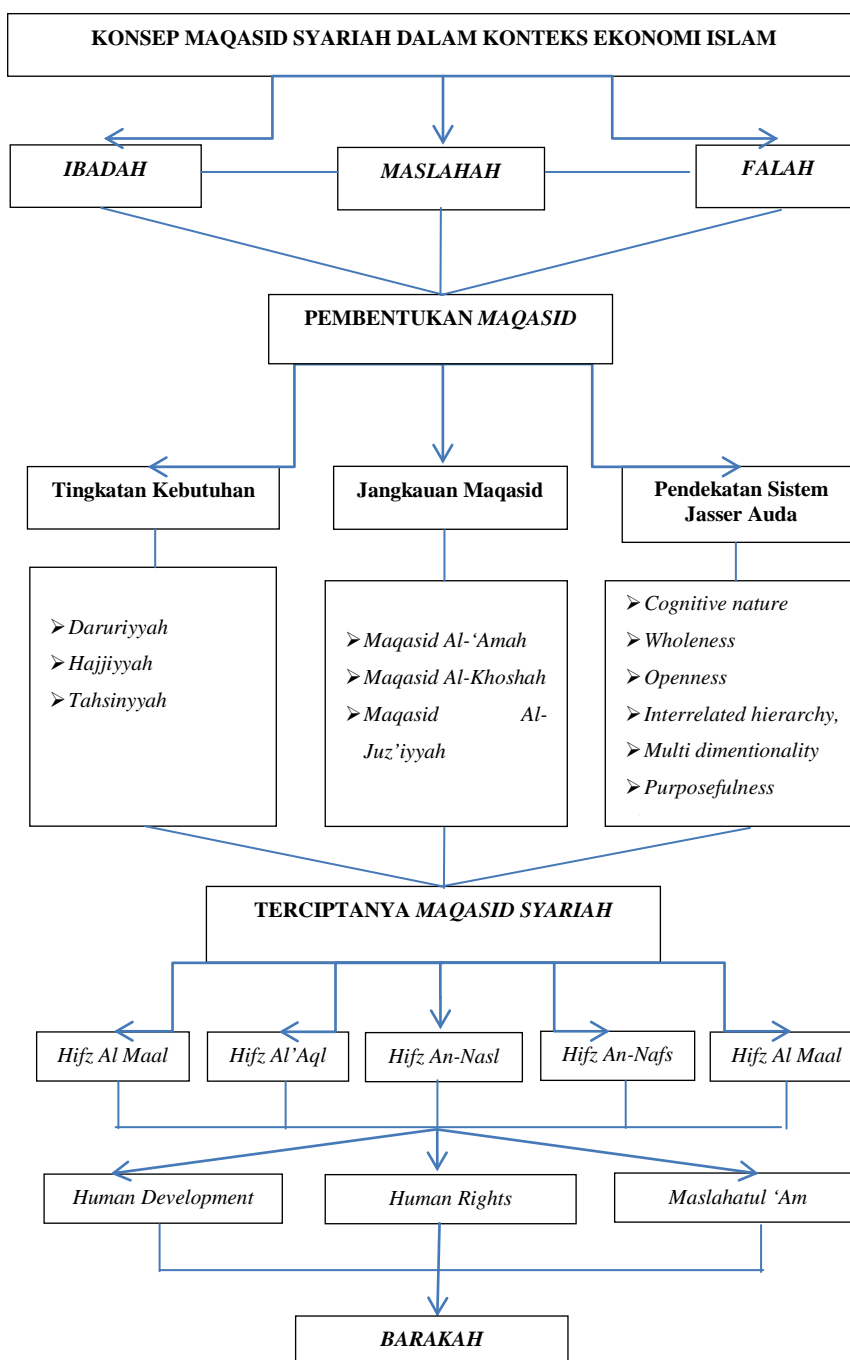 KONSEP MAQASID SYARIAH DALAM KONTEKS EKONOMI ISLAM
IBADAH
MASLAHAH
FALAH
PEMBENTUKAN MAQASID
Tingkatan Kebutuhan
Jangkauan Maqasid
Pendekatan Sistem
Jasser Auda
➢ Daruriyyah
➢ Hajjiyyah
➢ Tahsinyyah
➢ Maqasid Al-‘Amah
➢ Maqasid Al-Khoshah
➢ Maqasid Al-
Juz’iyyah
➢ Cognitive nature
➢ Wholeness
➢ Openness
➢ Interrelated hierarchy,
➢ Multi dimentionality
➢ Purposefulness
TERCIPTANYA MAQASID SYARIAH
Hifz Al Maal
Hifz Al’Aql
Hifz An-Nasl
Hifz An-Nafs
Hifz Al Maal
Human Development
Human Rights
Maslahatul ‘Am
BARAKAH